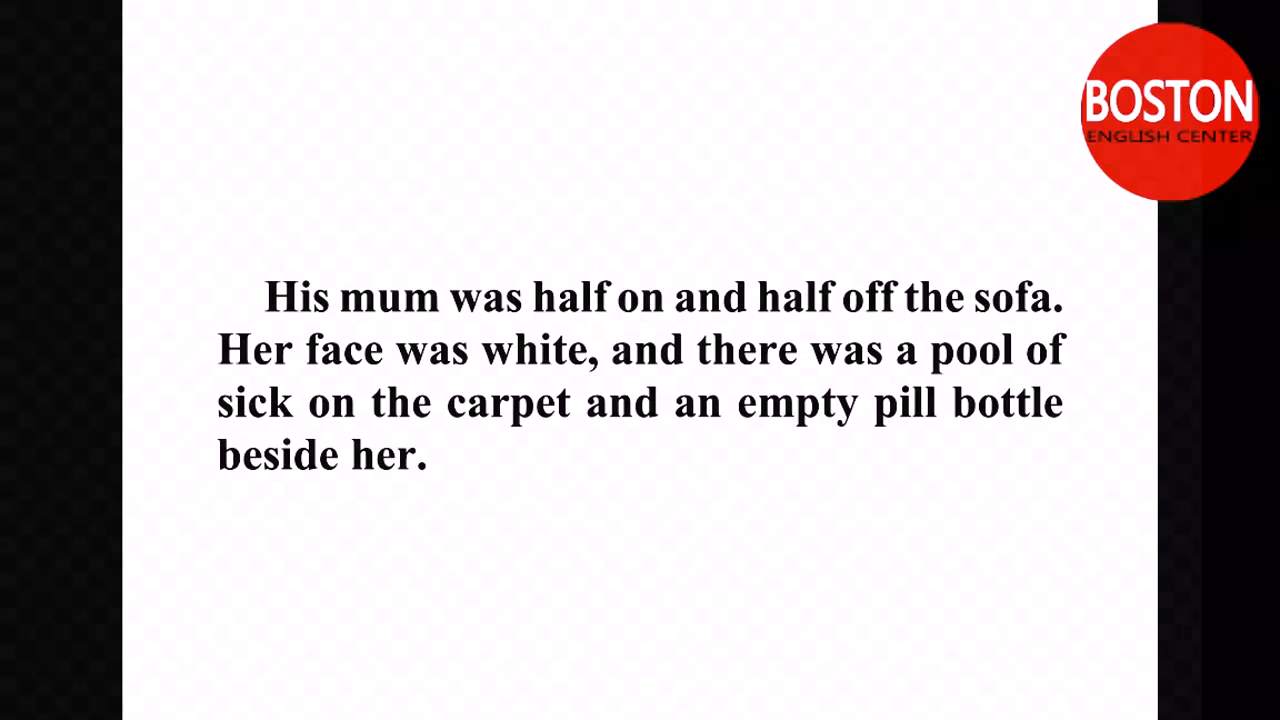 BOSTON
ENGLISH CENTER
His mum was half on and half off the sofa.
Her face was white, and there was a pool of
sick on the carpet and an empty pill bottle
beside her.